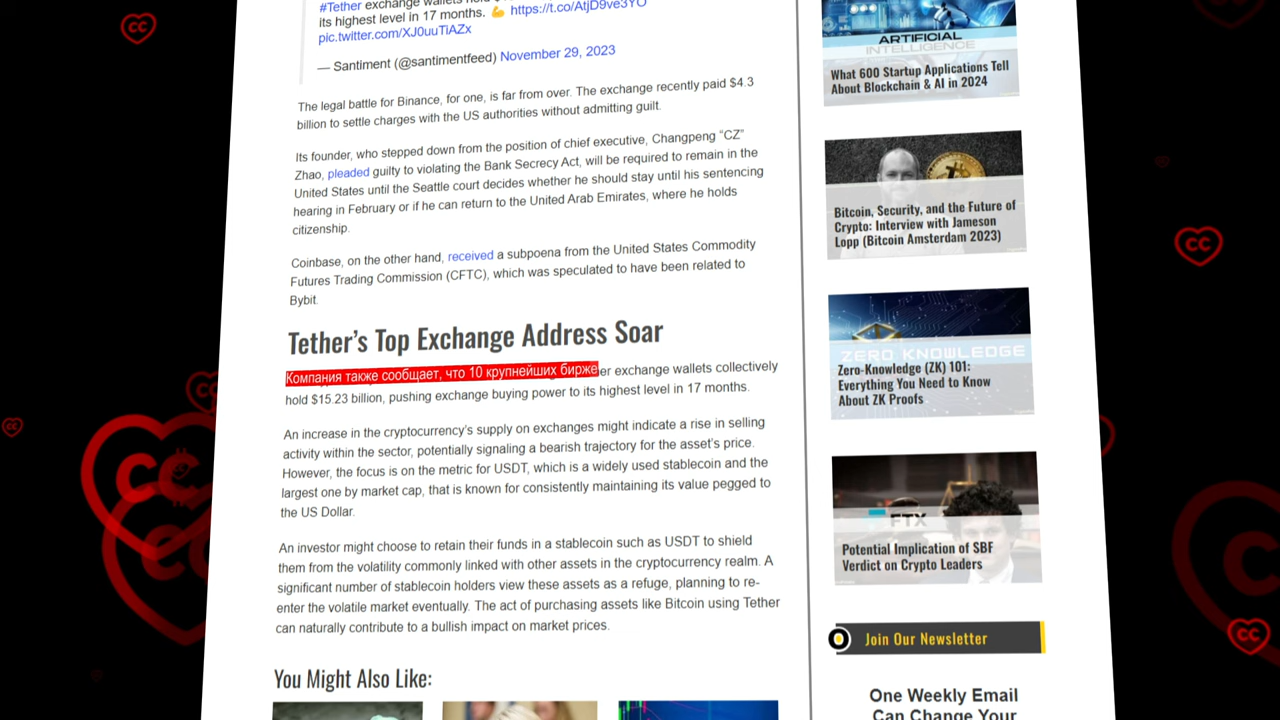 #Tether exchange wallets
its highest level in 17 months. 💪 https://t.co/AtjD9ve3YO
pic.twitter.com/XJ0uuTiAZx
— Santiment (@santimentfeed) November 29, 2023
The legal battle for Binance, for one, is far from over. The exchange recently paid $4.3
billion to settle charges with the US authorities without admitting guilt.
Its founder, who stepped down from the position of chief executive, Changpeng “CZ”
Zhao, pleaded guilty to violating the Bank Secrecy Act, will be required to remain in the
United States until the Seattle court decides whether he should stay until his sentencing
hearing in February or if he can return to the United Arab Emirates, where he holds
citizenship.
Coinbase, on the other hand, received a subpoena from the United States Commodity
Futures Trading Commission (CFTC), which was speculated to have been related to
Bybit.
Tether’s Top Exchange Address Soar
Компания также сообщает, что 10 крупнейших бирже er exchange wallets collectively
hold $15.23 billion, pushing exchange buying power to its highest level in 17 months.
An increase in the cryptocurrency’s supply on exchanges might indicate a rise in selling
activity within the sector, potentially signaling a bearish trajectory for the asset’s price.
However, the focus is on the metric for USDT, which is a widely used stablecoin and the
largest one by market cap, that is known for consistently maintaining its value pegged to
the US Dollar.
An investor might choose to retain their funds in a stablecoin such as USDT to shield
them from the volatility commonly linked with other assets in the cryptocurrency realm. A
significant number of stablecoin holders view these assets as a refuge, planning to re-
enter the volatile market eventually. The act of purchasing assets like Bitcoin using Tether
can naturally contribute to a bullish impact on market prices.
You Might Also Like:
ARTIFICIAL
INTELLIGENCE
What 600 Startup Applications Tell
About Blockchain & AI in 2024
Bitcoin, Security, and the Future of
Crypto: Interview with Jameson
Lopp (Bitcoin Amsterdam 2023)
ZERO KNOWLEDGE
Zero-Knowledge (ZK) 101:
Everything You Need to Know
About ZK Proofs
FTX
Potential Implication of SBF
Verdict on Crypto Leaders
Join Our Newsletter
One Weekly Email
Can Change Your